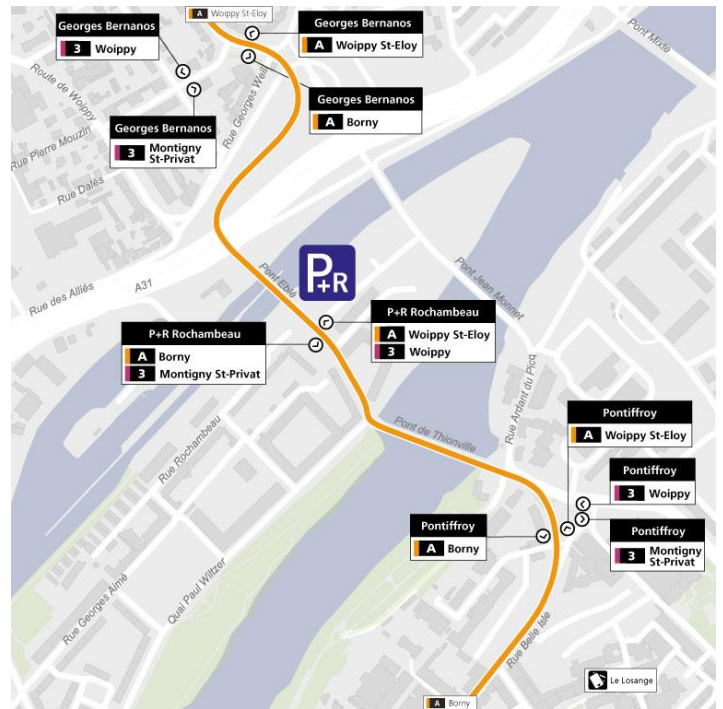 A Woippy St-Eloy
Georges Bernanos
3 Woippy
Georges Bernanos
A Woippy St-Eloy
Pont Mixte
Route de Woippy
Rue Georges Weill
Georges Bernanos
A Borny
Georges Bernanos
3 Montigny
St-Privat
Rue Pierre Mouzin
Rue Dalès
Rue des Alliés
A31
Pont Eblé
P+R
Pont Jean Monnet
P+R Rochambeau
A Woippy St-Eloy
3 Woippy
P+R Rochambeau
A Borny
3 Montigny St-Privat
Rue Ardant du Picq
Pont de Thionville
Rue Rochambeau
Pontiffroy
A Woippy St-Eloy
Pontiffroy
3 Woippy
Pontiffroy
A Borny
Pontiffroy
3 Montigny
St-Privat
Rue Georges Aimé
Quai Paul Wiltzer
Rue Belle Isle
Le Losange
A Borny